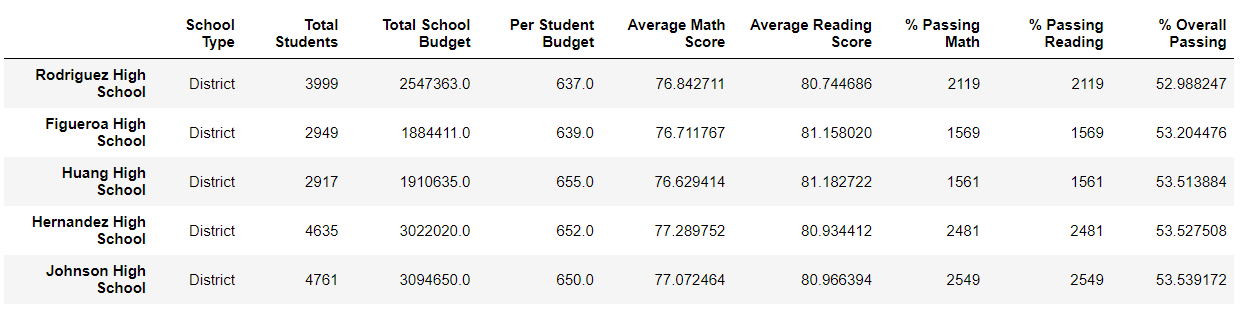 School Type Total Students Total School Budget Per Student Budget Average Math Score Average Reading Score % Passing Math % Passing Reading % Overall Passing
Rodriguez High School District 3999 2547363.0 637.0 76.842711 80.744686 2119 2119 52.988247
Figueroa High School District 2949 1884411.0 639.0 76.711767 81.158020 1569 1569 53.204476
Huang High School District 2917 1910635.0 655.0 76.629414 81.182722 1561 1561 53.513884
Hernandez High School District 4635 3022020.0 652.0 77.289752 80.934412 2481 2481 53.527508
Johnson High School District 4761 3094650.0 650.0 77.072464 80.966394 2549 2549 53.539172